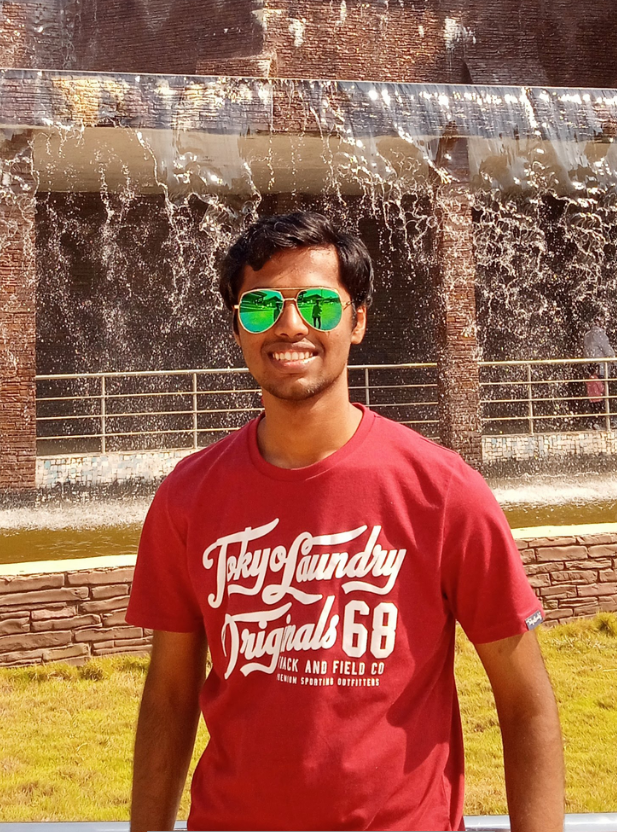 Tokyo Laundry
Originals 68
TRACK AND FIELD CO
PREMIUM SPORTING OUTFITTERS